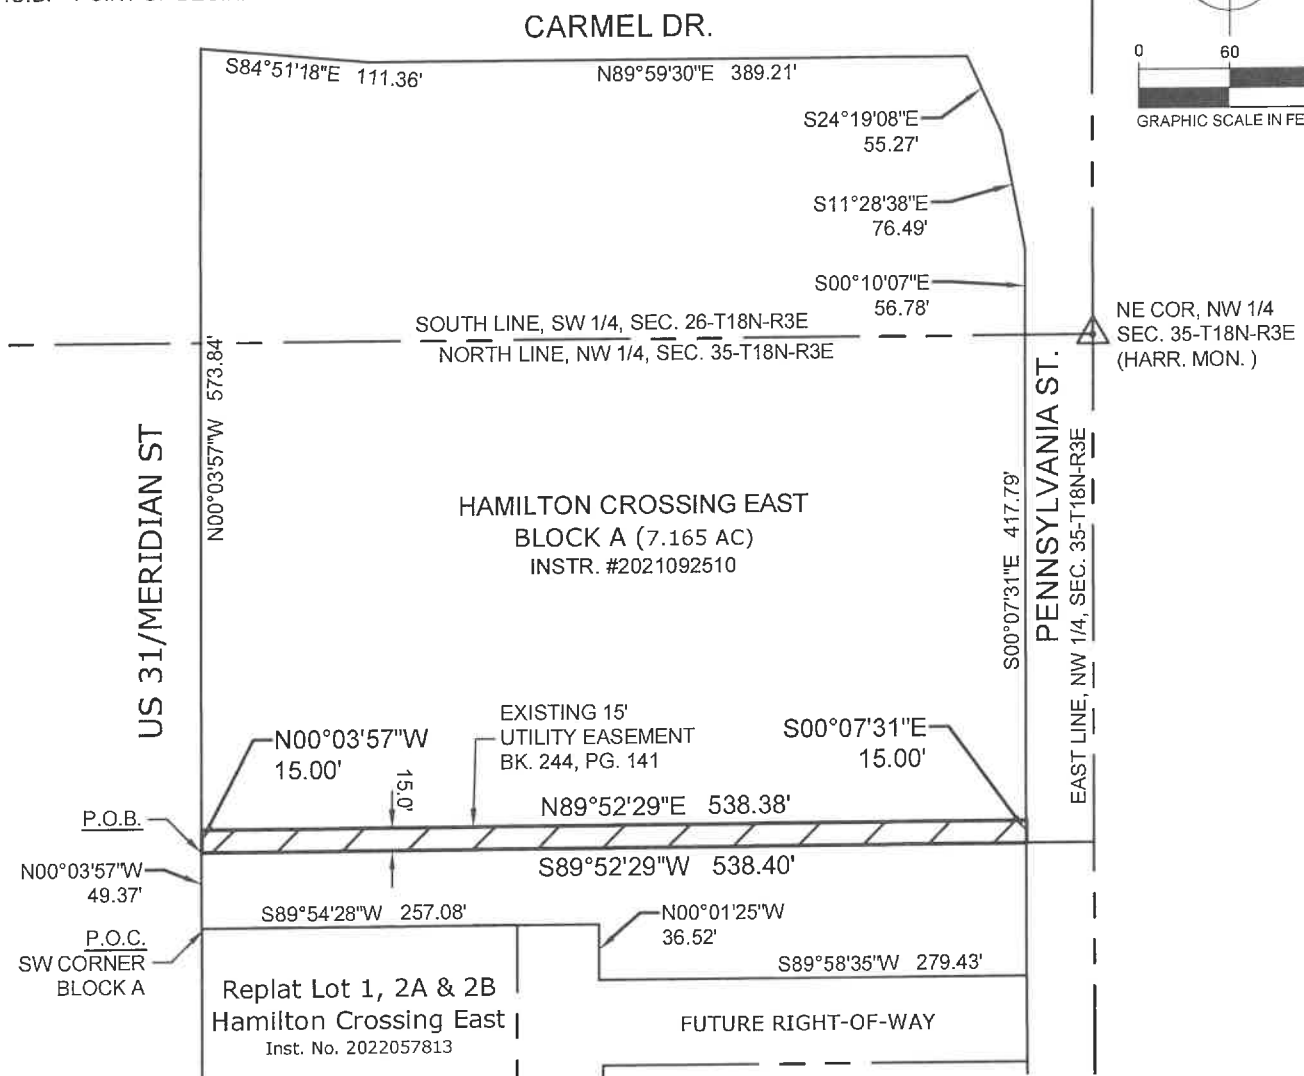 CARMEL DR.
0 60
GRAPHIC SCALE IN
S84°51'18"E 111.36'
N89°59'30"E 389.21'
S24°19'08"E
55.27'
S11°28'38"E
76.49'
S00°10'07"E
56.78'
SOUTH LINE, SW 1/4, SEC. 26-T18N-R3E
NORTH LINE, NW 1/4, SEC. 35-T18N-R3E
NE COR, NW 1/4
SEC. 35-T18N-R3E
(HARR. MON. )
N00°03'57"W 573.84'
US 31/MERIDIAN ST
HAMILTON CROSSING EAST
BLOCK A (7.165 AC)
INSTR. #2021092510
S00°07'31"E 417.79'
PENNSYLVANIA ST.
EAST LINE, NW 1/4, SEC. 35-T18N-R3E
N00°03'57"W
15.00'
15.0'
EXISTING 15'
UTILITY EASEMENT
BK. 244, PG. 141
S00°07'31"E
15.00'
N89°52'29"E 538.38'
P.O.B.
S89°52'29"W 538.40'
N00°03'57"W
49.37'
S89°54'28"W 257.08'
N00°01'25"W
36.52'
P.O.C.
SW CORNER
BLOCK A
S89°58'35"W 279.43'
Replat Lot 1, 2A & 2B
Hamilton Crossing East
Inst. No. 2022057813
FUTURE RIGHT-OF-WAY